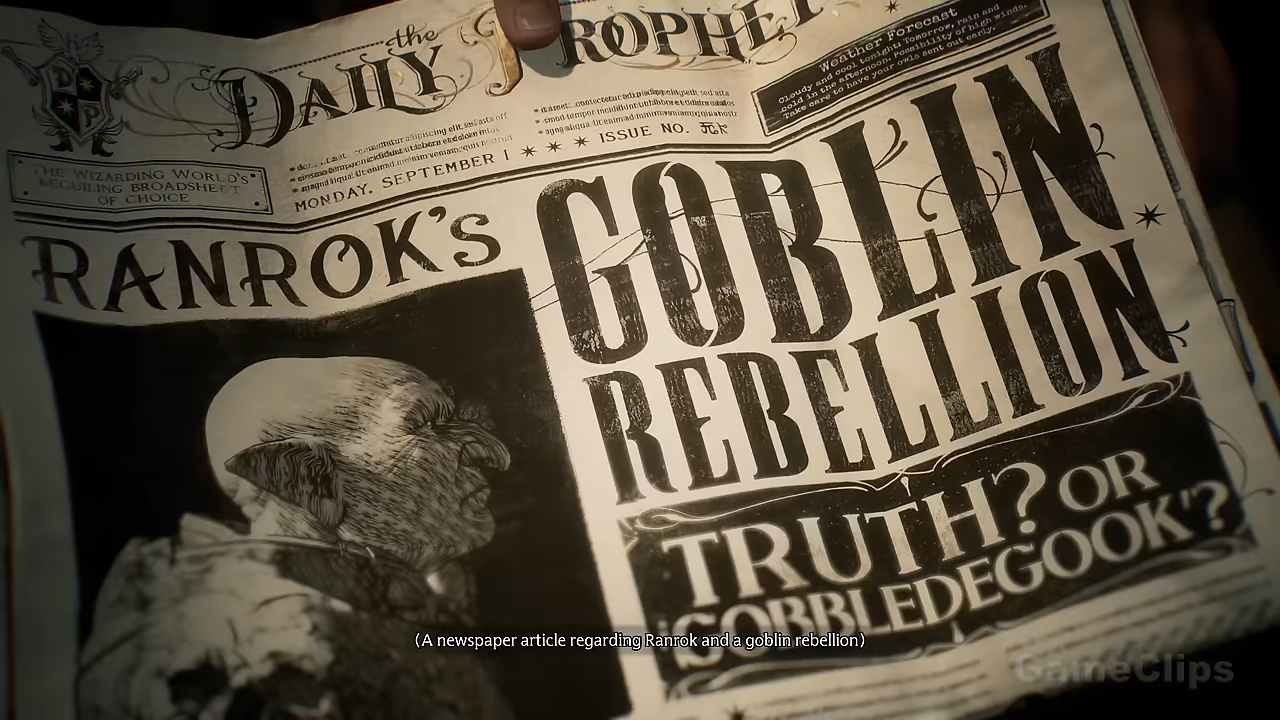 the
DAILY PROPHET
Weather Forecast
Cloudy and cool tonight; Tomorrow, rain and
cold in the afternoon. Possibility of high winds.
Take care to have your owls sent out early.
D P
THE WIZARDING WORLD'S
BEGUILING BROADSHEET
OF CHOICE
MONDAY, SEPTEMBER 1 ISSUE NO.
RANROK'S
GOBLIN
REBELLION
TRUTH? OR
'GOBBLEDEGOOK'?
(A newspaper article regarding Ranrok and a goblin rebellion)
GameClips